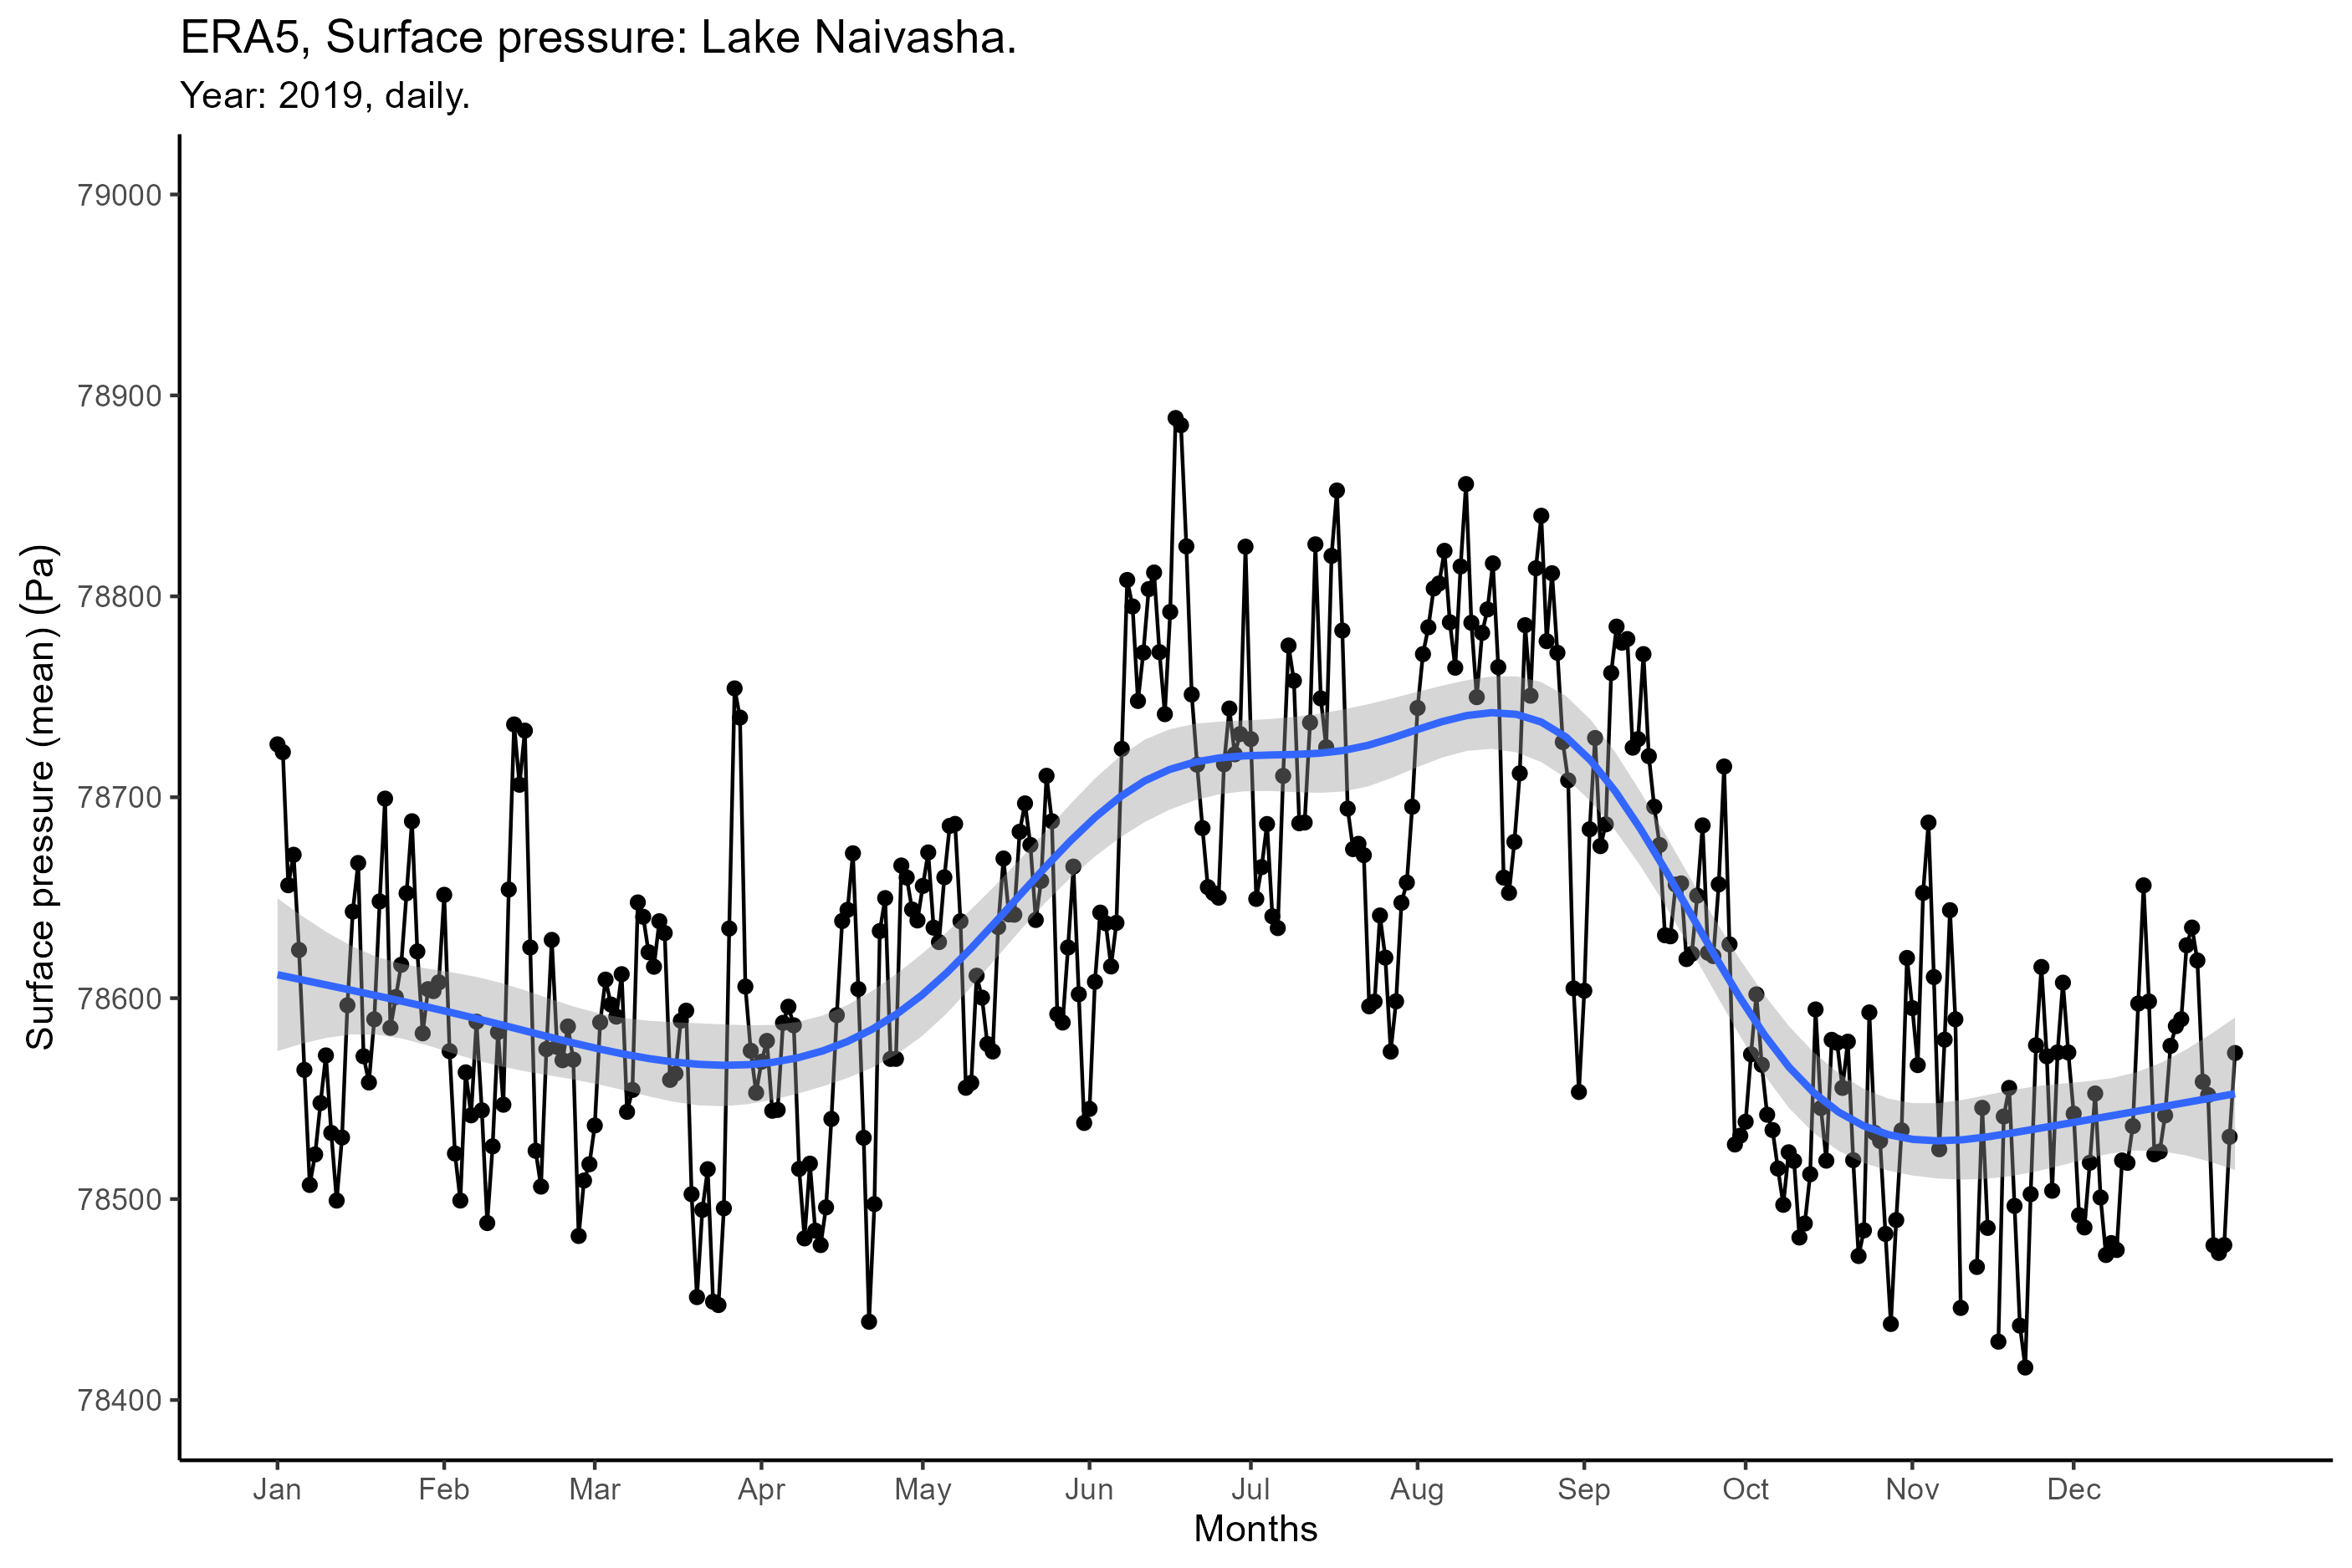 ERA5, Surface pressure: Lake Naivasha.
Year: 2019, daily.
Surface pressure (mean) (Pa)
79000
78900
78800
78700
78600
78500
78400
Jan Feb Mar Apr May Jun Jul Aug Sep Oct Nov Dec
Months